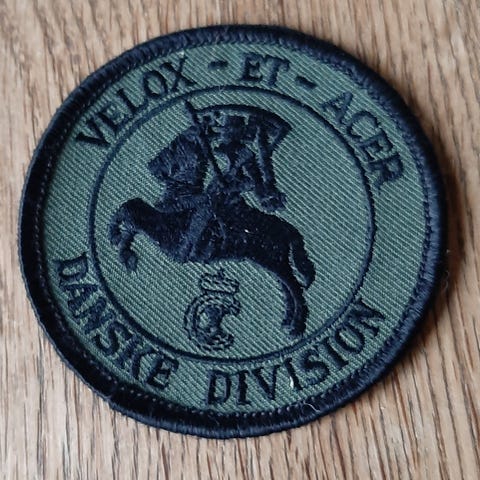 VELOX - ET - ACER
DANSKE DIVISION